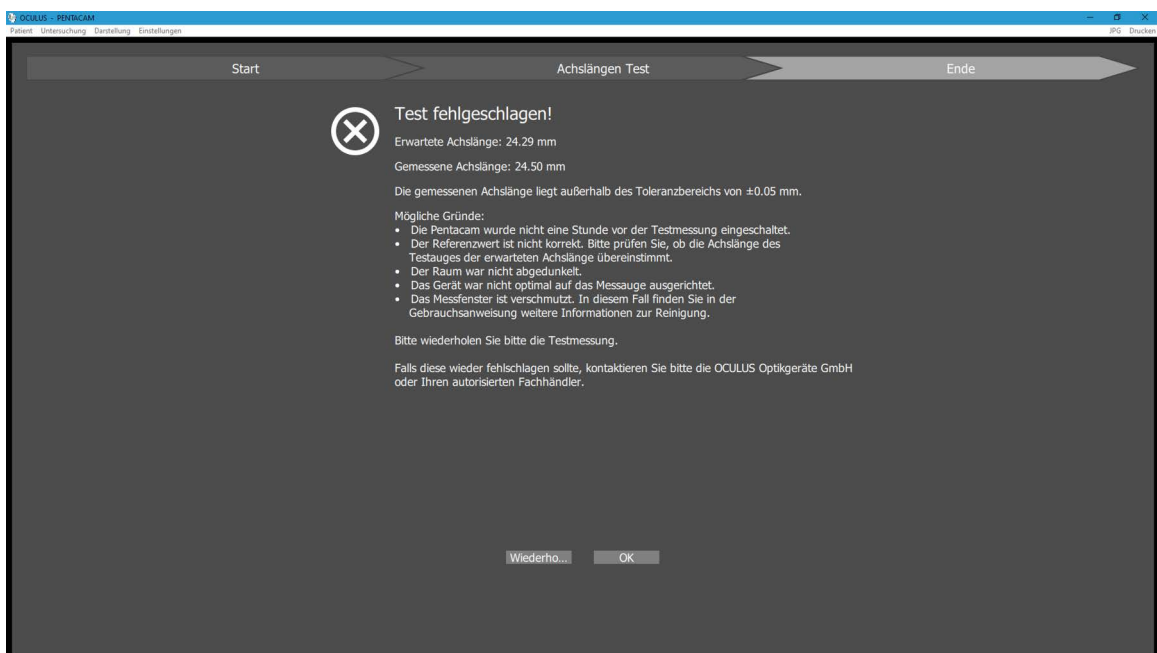 OCULUS - PENTACAM
Patient Untersuchung Darstellung Einstellungen JPG Drucken
Start Achslängen Test Ende
Test fehlgeschlagen!
Erwartete Achslänge: 24.29 mm
Gemessene Achslänge: 24.50 mm
Die gemessenen Achslänge liegt außerhalb des Toleranzbereichs von ±0.05 mm.
Mögliche Gründe:
• Die Pentacam wurde nicht eine Stunde vor der Testmessung eingeschaltet.
• Der Referenzwert ist nicht korrekt. Bitte prüfen Sie, ob die Achslänge des
Testauges der erwarteten Achslänge übereinstimmt.
• Der Raum war nicht abgedunkelt.
• Das Gerät war nicht optimal auf das Messauge ausgerichtet.
• Das Messfenster ist verschmutzt. In diesem Fall finden Sie in der
Gebrauchsanweisung weitere Informationen zur Reinigung.
Bitte wiederholen Sie bitte die Testmessung.
Falls diese wieder fehlschlagen sollte, kontaktieren Sie bitte die OCULUS Optikgeräte GmbH
oder Ihren autorisierten Fachhändler.
Wiederho... OK